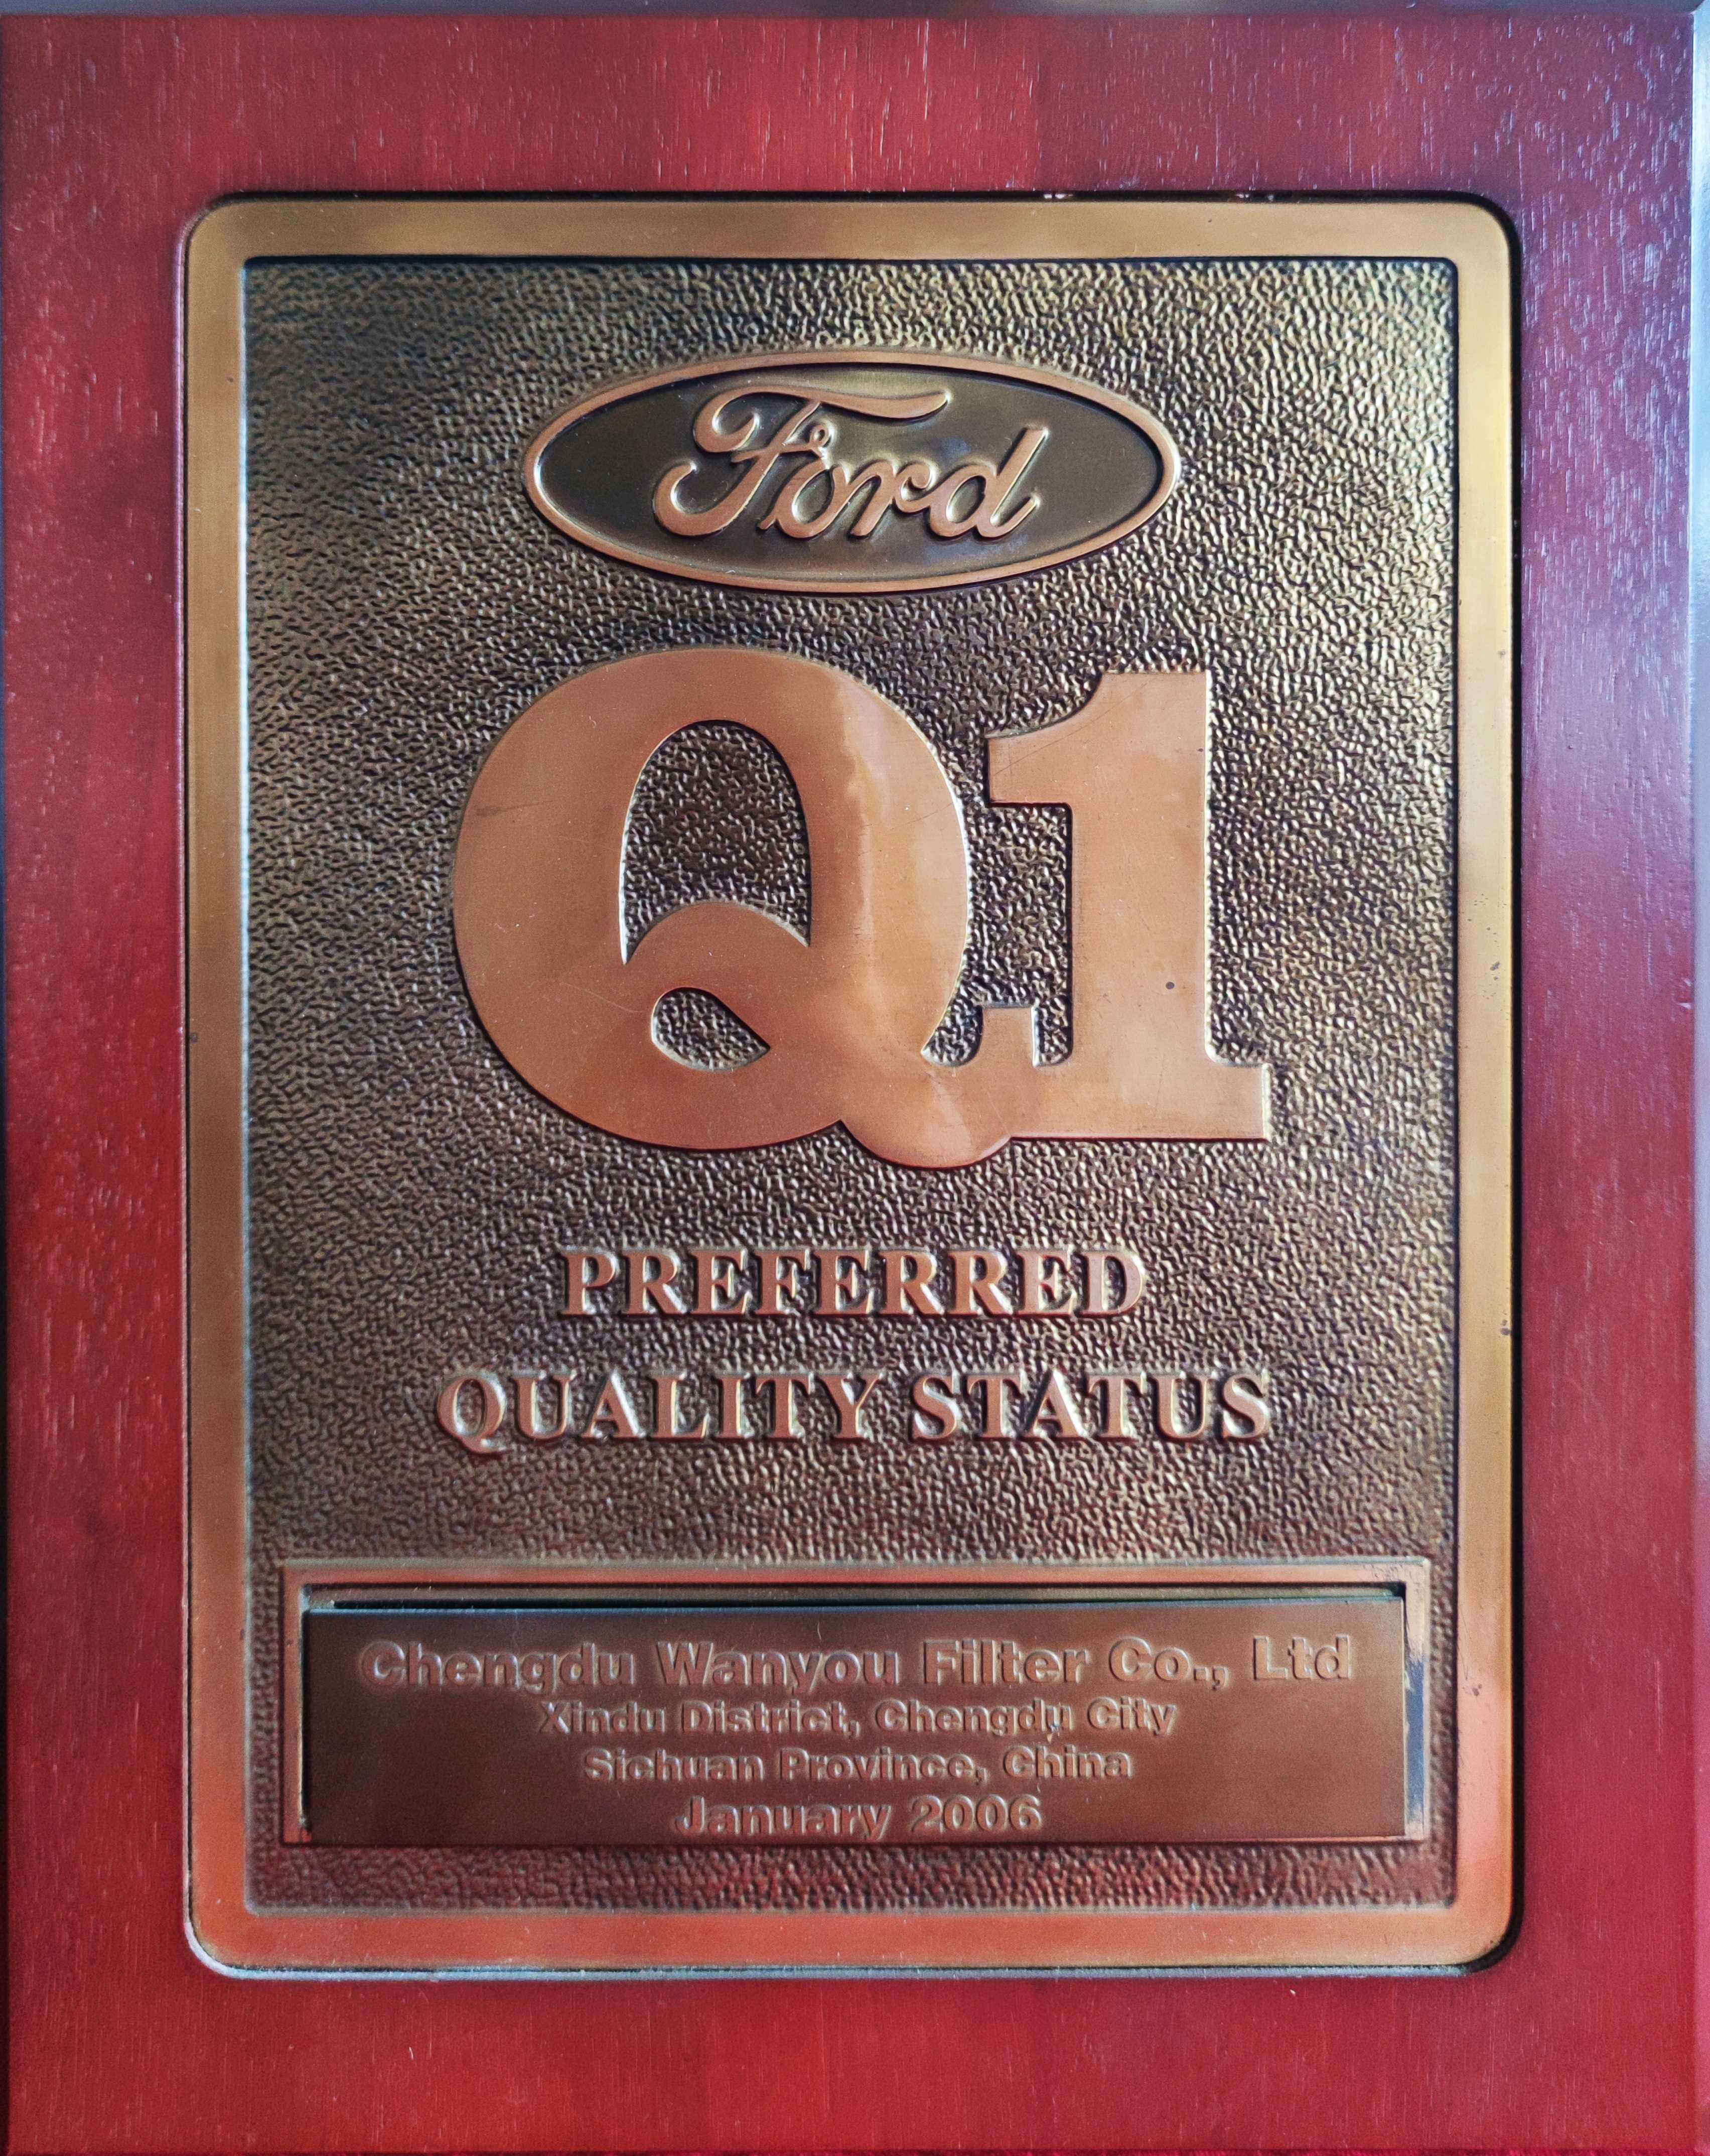 Ford
Q1
PREFERRED
QUALITY STATUS
Chengdu Wanyou Filter Co., Ltd
Xindu District, Chengdu City
Sichuan Province, China
January 2006